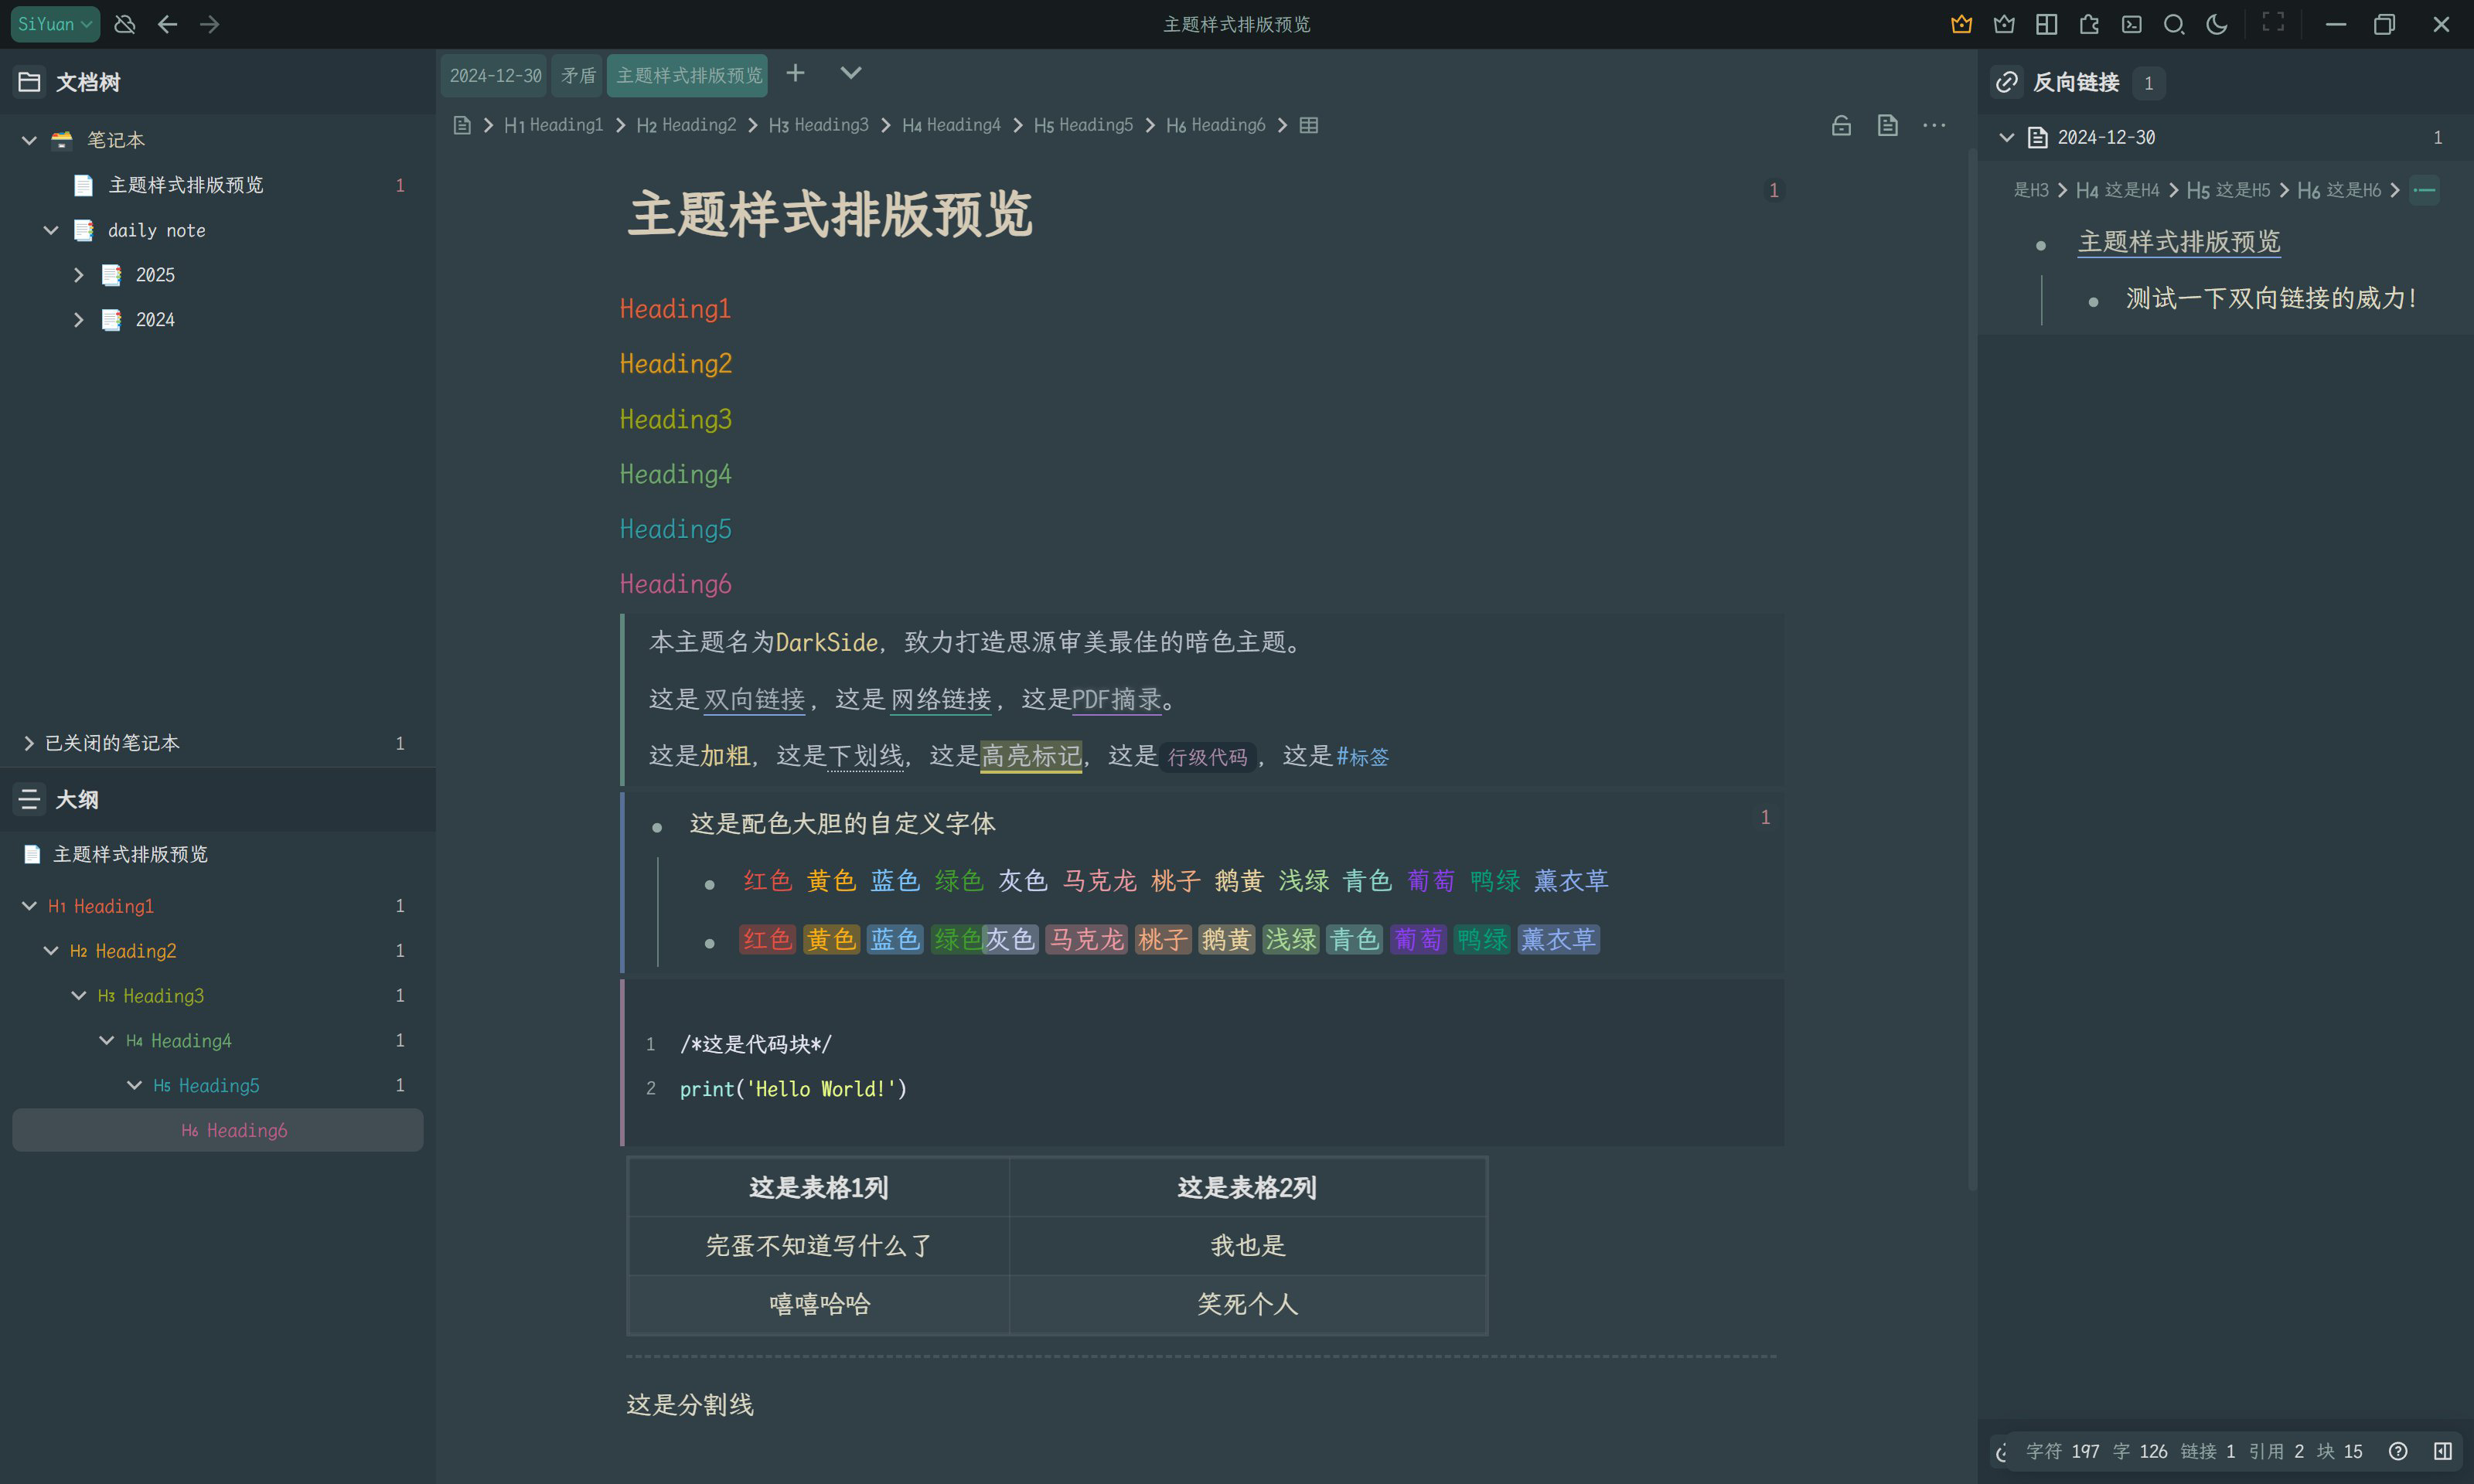 SiYuan
主题样式排版预览
文档树
笔记本
主题样式排版预览 1
daily note
2025
2024
已关闭的笔记本 1
大纲
主题样式排版预览
H1 Heading1 1
H2 Heading2 1
H3 Heading3 1
H4 Heading4 1
H5 Heading5 1
H6 Heading6
2024-12-30 矛盾 主题样式排版预览
H1 Heading1 H2 Heading2 H3 Heading3 H4 Heading4 H5 Heading5 H6 Heading6
主题样式排版预览 1
Heading1
Heading2
Heading3
Heading4
Heading5
Heading6
本主题名为DarkSide，致力打造思源审美最佳的暗色主题。
这是双向链接，这是网络链接，这是PDF摘录。
这是加粗，这是下划线，这是高亮标记，这是行级代码，这是#标签
这是配色大胆的自定义字体 1
红色 黄色 蓝色 绿色 灰色 马克龙 桃子 鹅黄 浅绿 青色 葡萄 鸭绿 薰衣草
红色 黄色 蓝色 绿色 灰色 马克龙 桃子 鹅黄 浅绿 青色 葡萄 鸭绿 薰衣草
1 /*这是代码块*/
2 print('Hello World!')
这是表格1列 这是表格2列
完蛋不知道写什么了 我也是
嘻嘻哈哈 笑死个人
这是分割线
反向链接 1
2024-12-30 1
是H3 H4 这是H4 H5 这是H5 H6 这是H6
主题样式排版预览
测试一下双向链接的威力！
字符 197 字 126 链接 1 引用 2 块 15